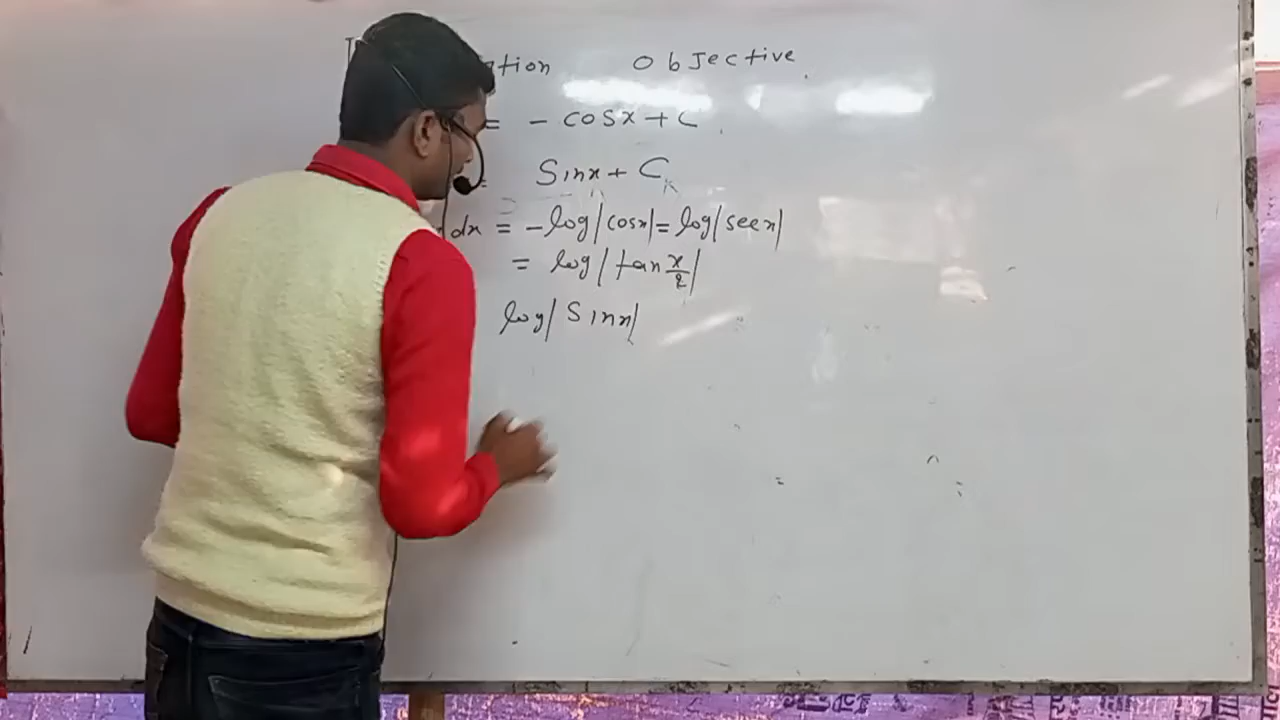 ation Objective
= - cosx + C
= Sinx + C
dx = -log|cosx| = log|secx|
= log|tan x/2|
log|Sinx|